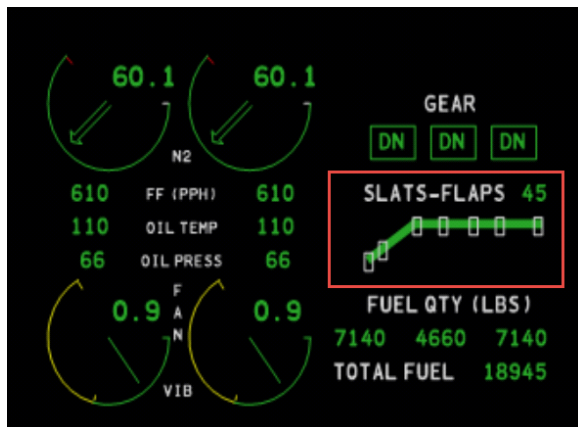 60.1 60.1
N2
610 FF (PPH) 610
110 OIL TEMP 110
66 OIL PRESS 66
0.9 FAN 0.9
VIB
GEAR
DN DN DN
SLATS-FLAPS 45
FUEL QTY (LBS)
7140 4660 7140
TOTAL FUEL 18945